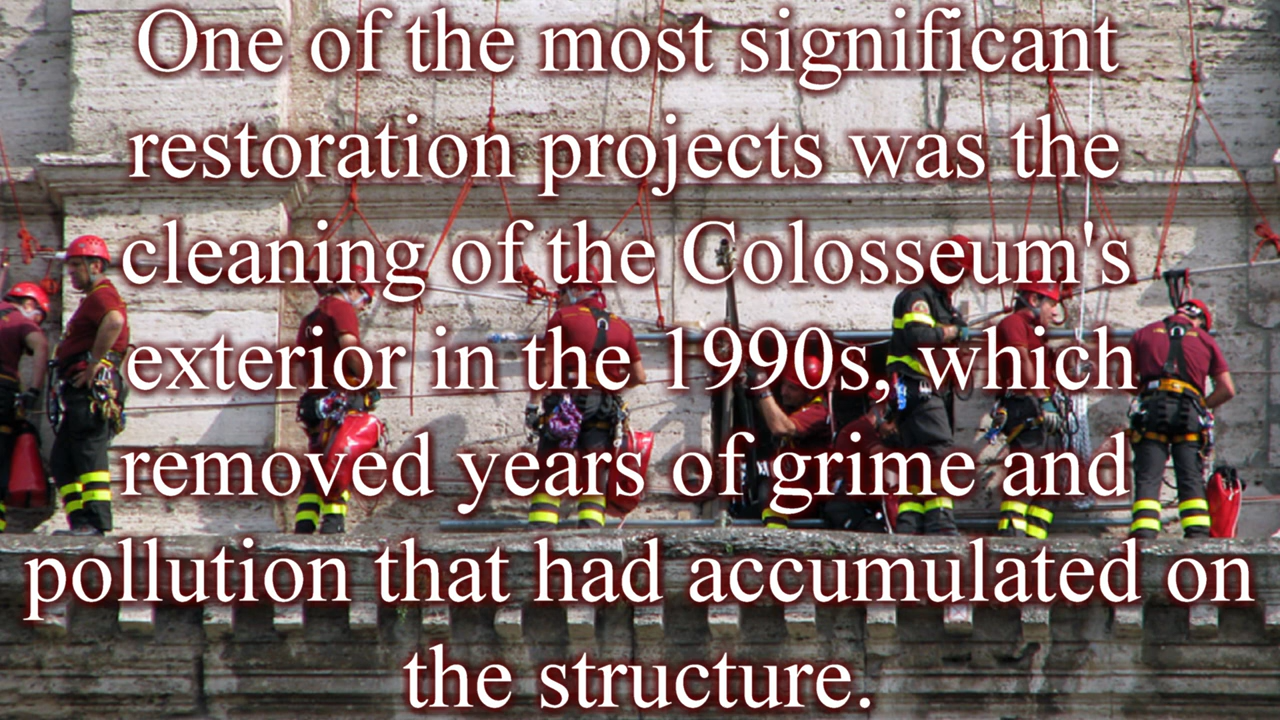 One of the most significant
restoration projects was the
cleaning of the Colosseum's
exterior in the 1990s, which
removed years of grime and
pollution that had accumulated on
the structure.